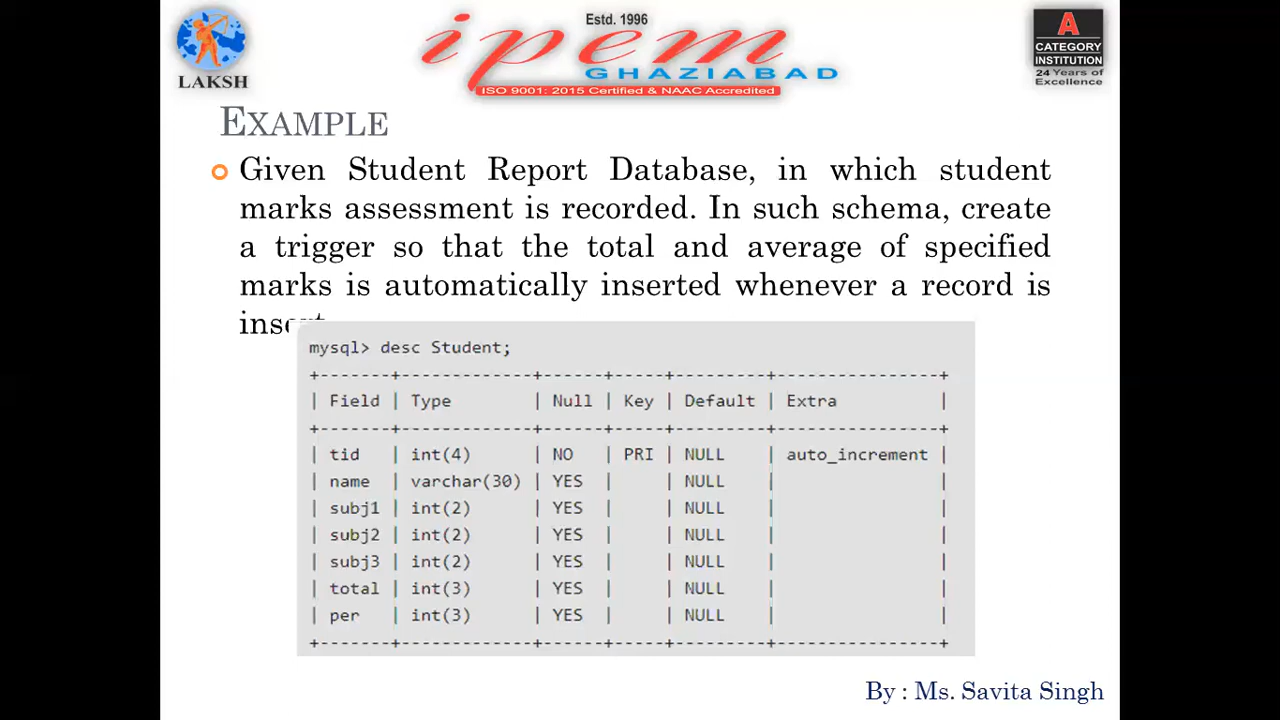 Estd. 1996
ipem
GHAZIABAD
ISO 9001: 2015 Certified & NAAC Accredited
LAKSH
A
CATEGORY
INSTITUTION
24 Years of
Excellence
EXAMPLE
Given Student Report Database, in which student
marks assessment is recorded. In such schema, create
a trigger so that the total and average of specified
marks is automatically inserted whenever a record is
insert
mysql> desc Student;
+-------+-------------+------+-----+---------+----------------+
| Field | Type        | Null | Key | Default | Extra          |
+-------+-------------+------+-----+---------+----------------+
| tid   | int(4)      | NO   | PRI | NULL    | auto_increment |
| name  | varchar(30) | YES  |     | NULL    |                |
| subj1 | int(2)      | YES  |     | NULL    |                |
| subj2 | int(2)      | YES  |     | NULL    |                |
| subj3 | int(2)      | YES  |     | NULL    |                |
| total | int(3)      | YES  |     | NULL    |                |
| per   | int(3)      | YES  |     | NULL    |                |
+-------+-------------+------+-----+---------+----------------+
By : Ms. Savita Singh